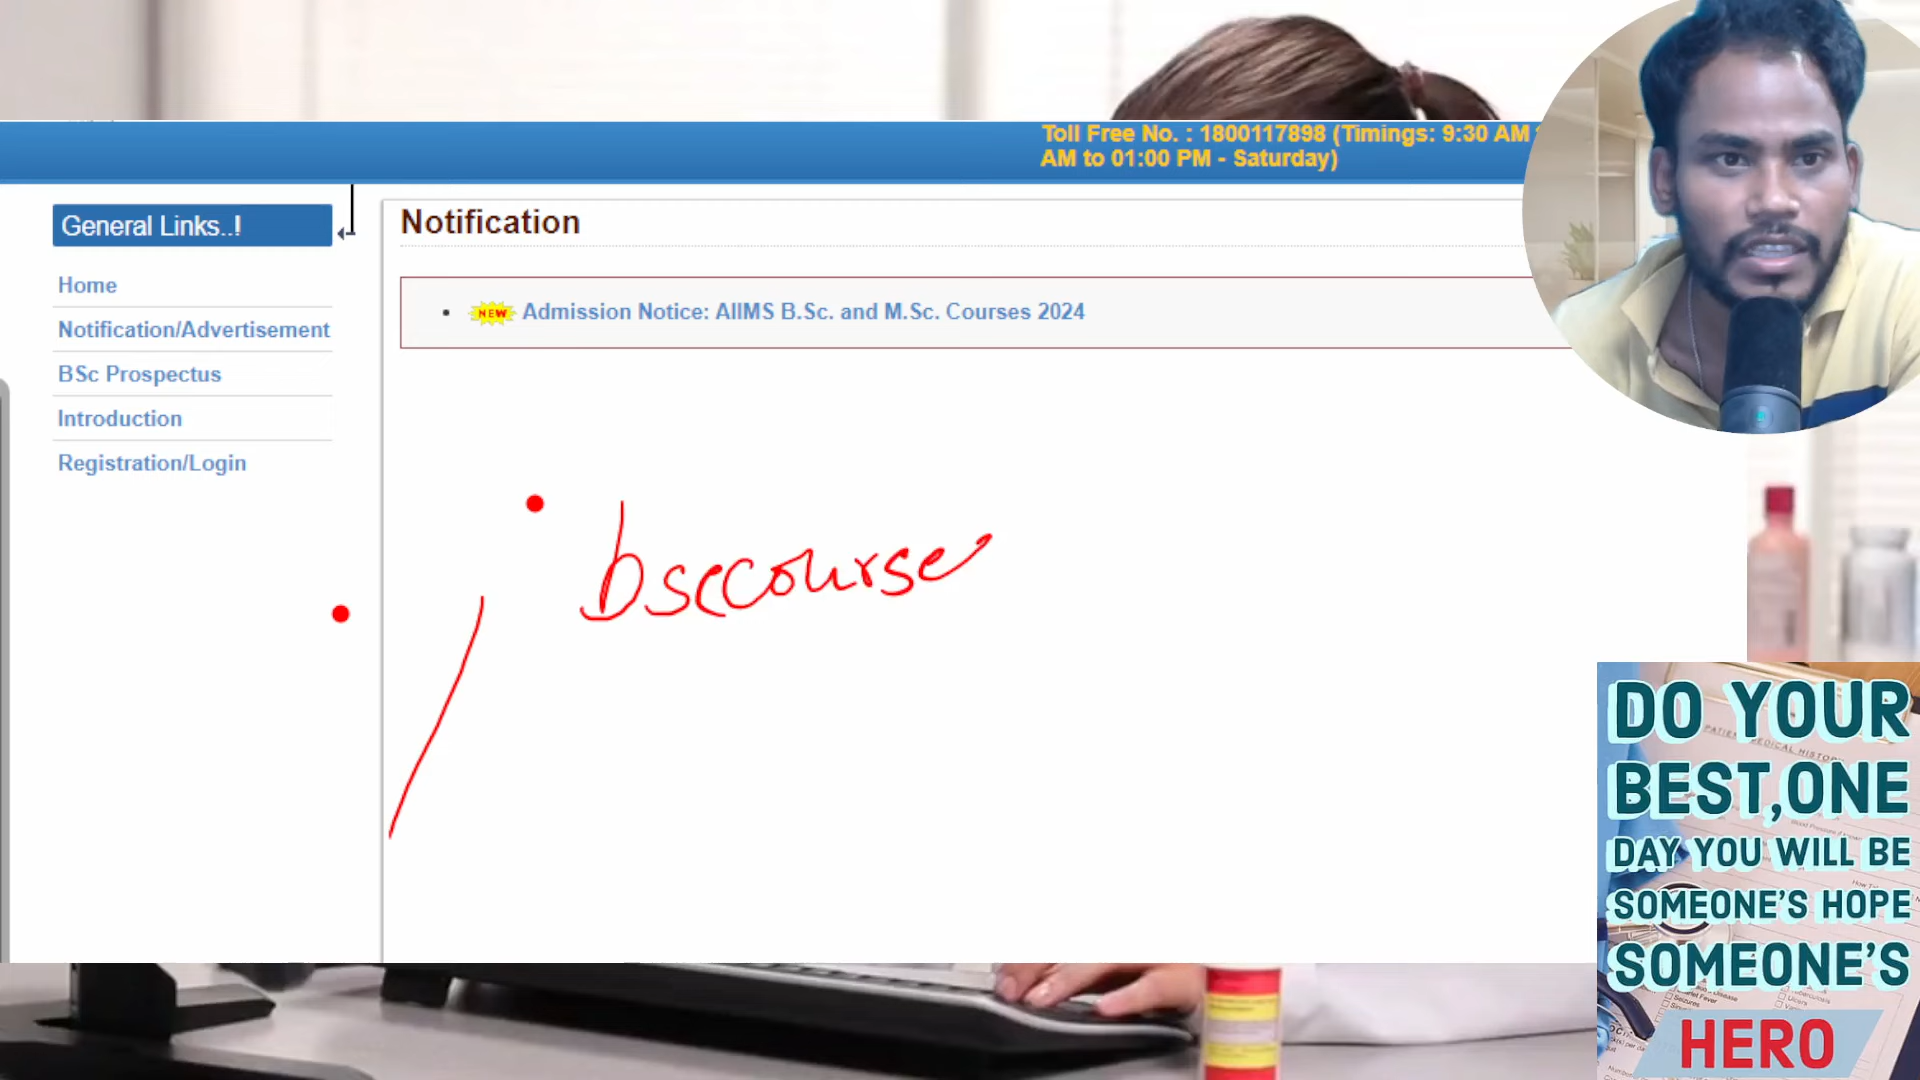 Toll Free No. : 1800117898 (Timings: 9:30 AM
AM to 01:00 PM - Saturday)
General Links..!
Home
Notification/Advertisement
BSc Prospectus
Introduction
Registration/Login
Notification
NEW Admission Notice: AIIMS B.Sc. and M.Sc. Courses 2024
bsccourse
DO YOUR
BEST,ONE
DAY YOU WILL BE
SOMEONE'S HOPE
SOMEONE'S
HERO